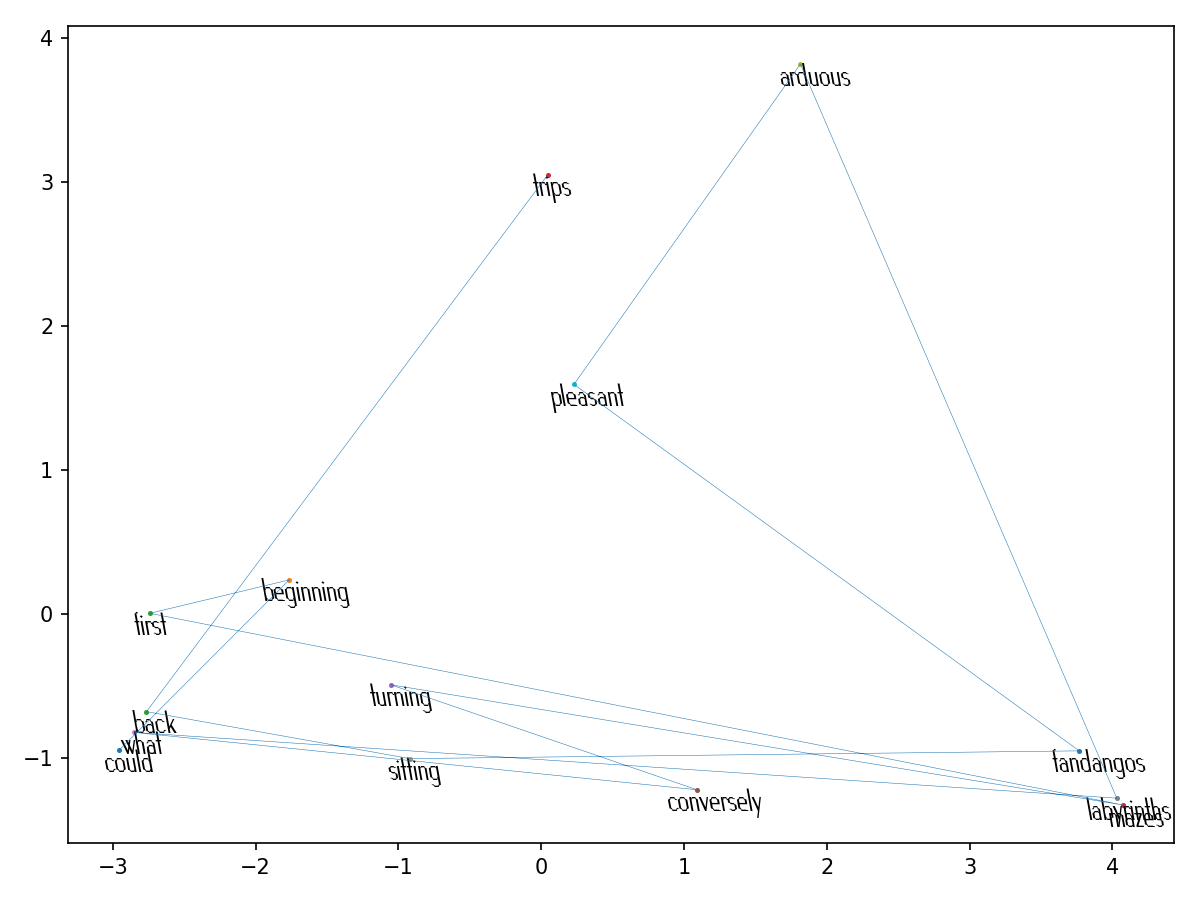 4
arduous
trips
3
2
pleasant
1
beginning
0
first
turning
back
what
−1
could
sitting
fandangos
conversely
labyrinths
mazes
−3 −2 −1 0 1 2 3 4